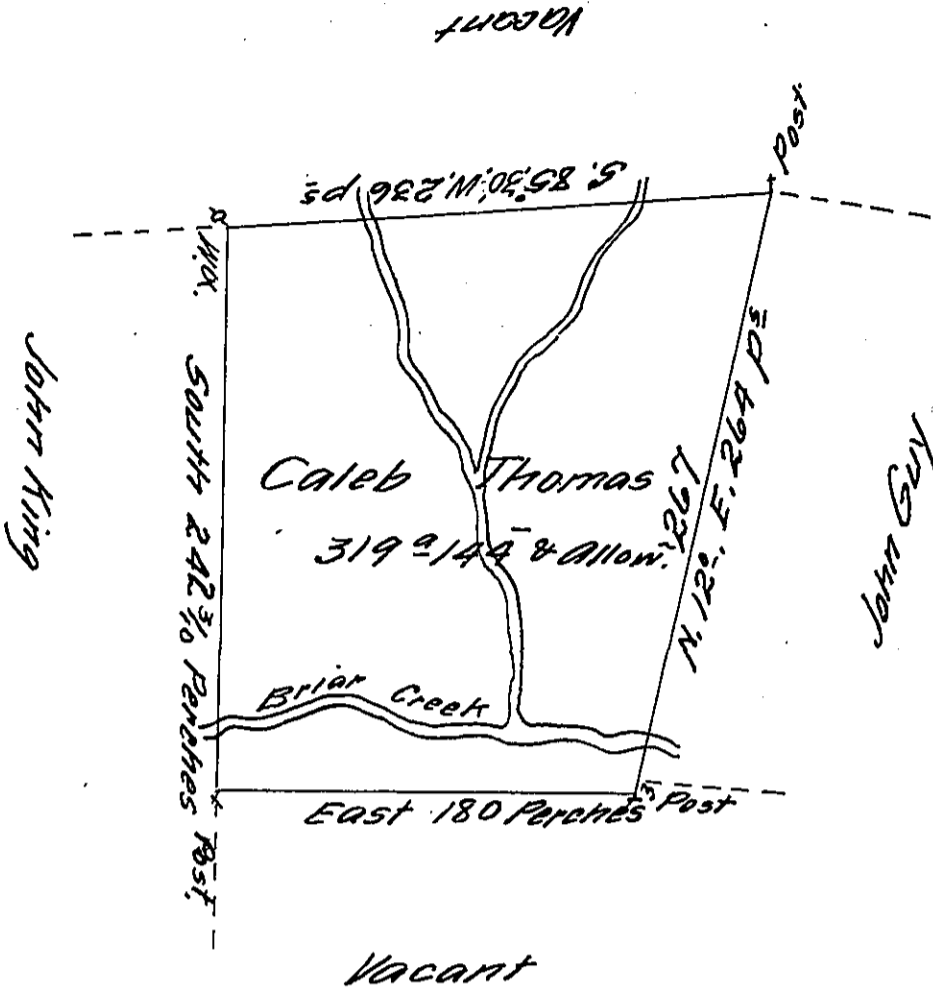 Vacant
Post.
S. 85°,30', W. 236 ps
W.O.
John King
South 242 3/10 Perches Post.
Caleb Thomas
319 a 144 & Allow.
267
N. 12°. E. 264 ps
John Guy
Briar Creek
East 180 Perches Post
Vacant